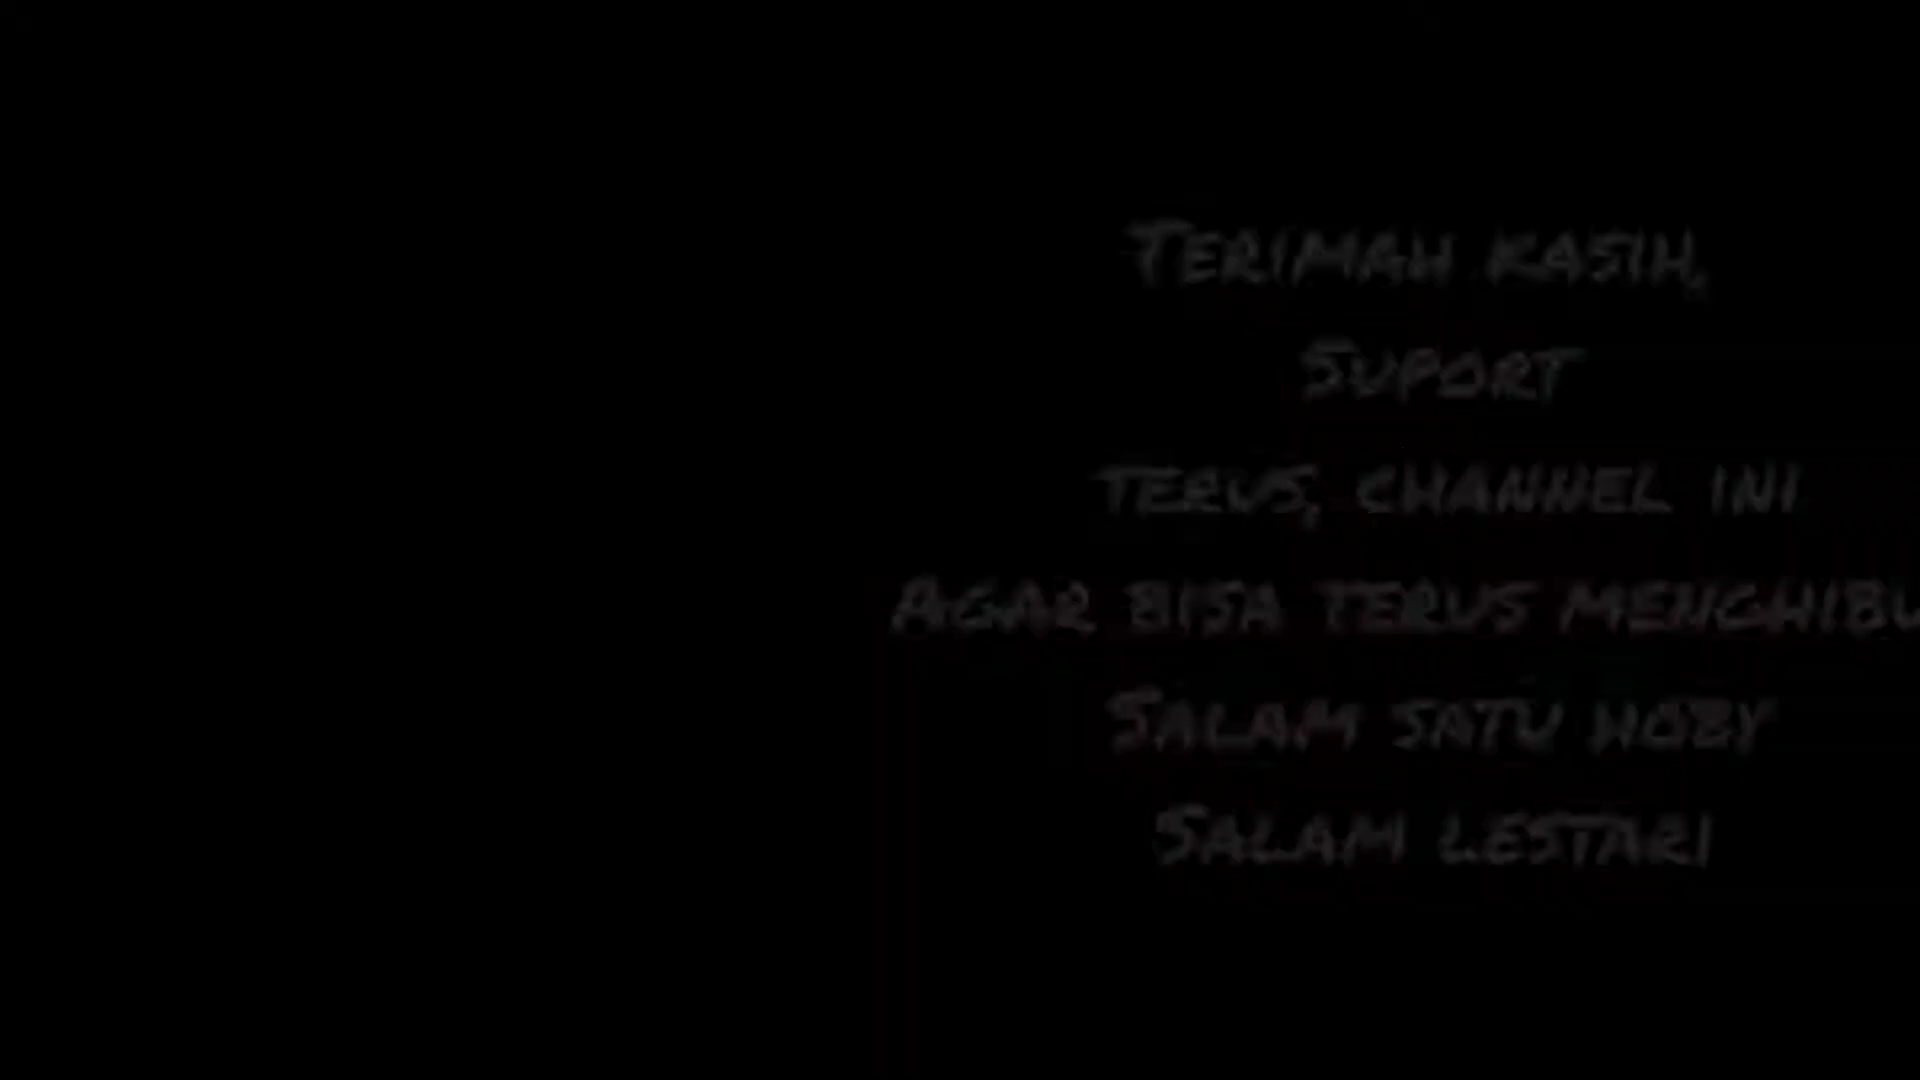 Terimah kasih,
Suport
terus, channel ini
Agar bisa terus menghibu
Salam satu hoby
Salam lestari